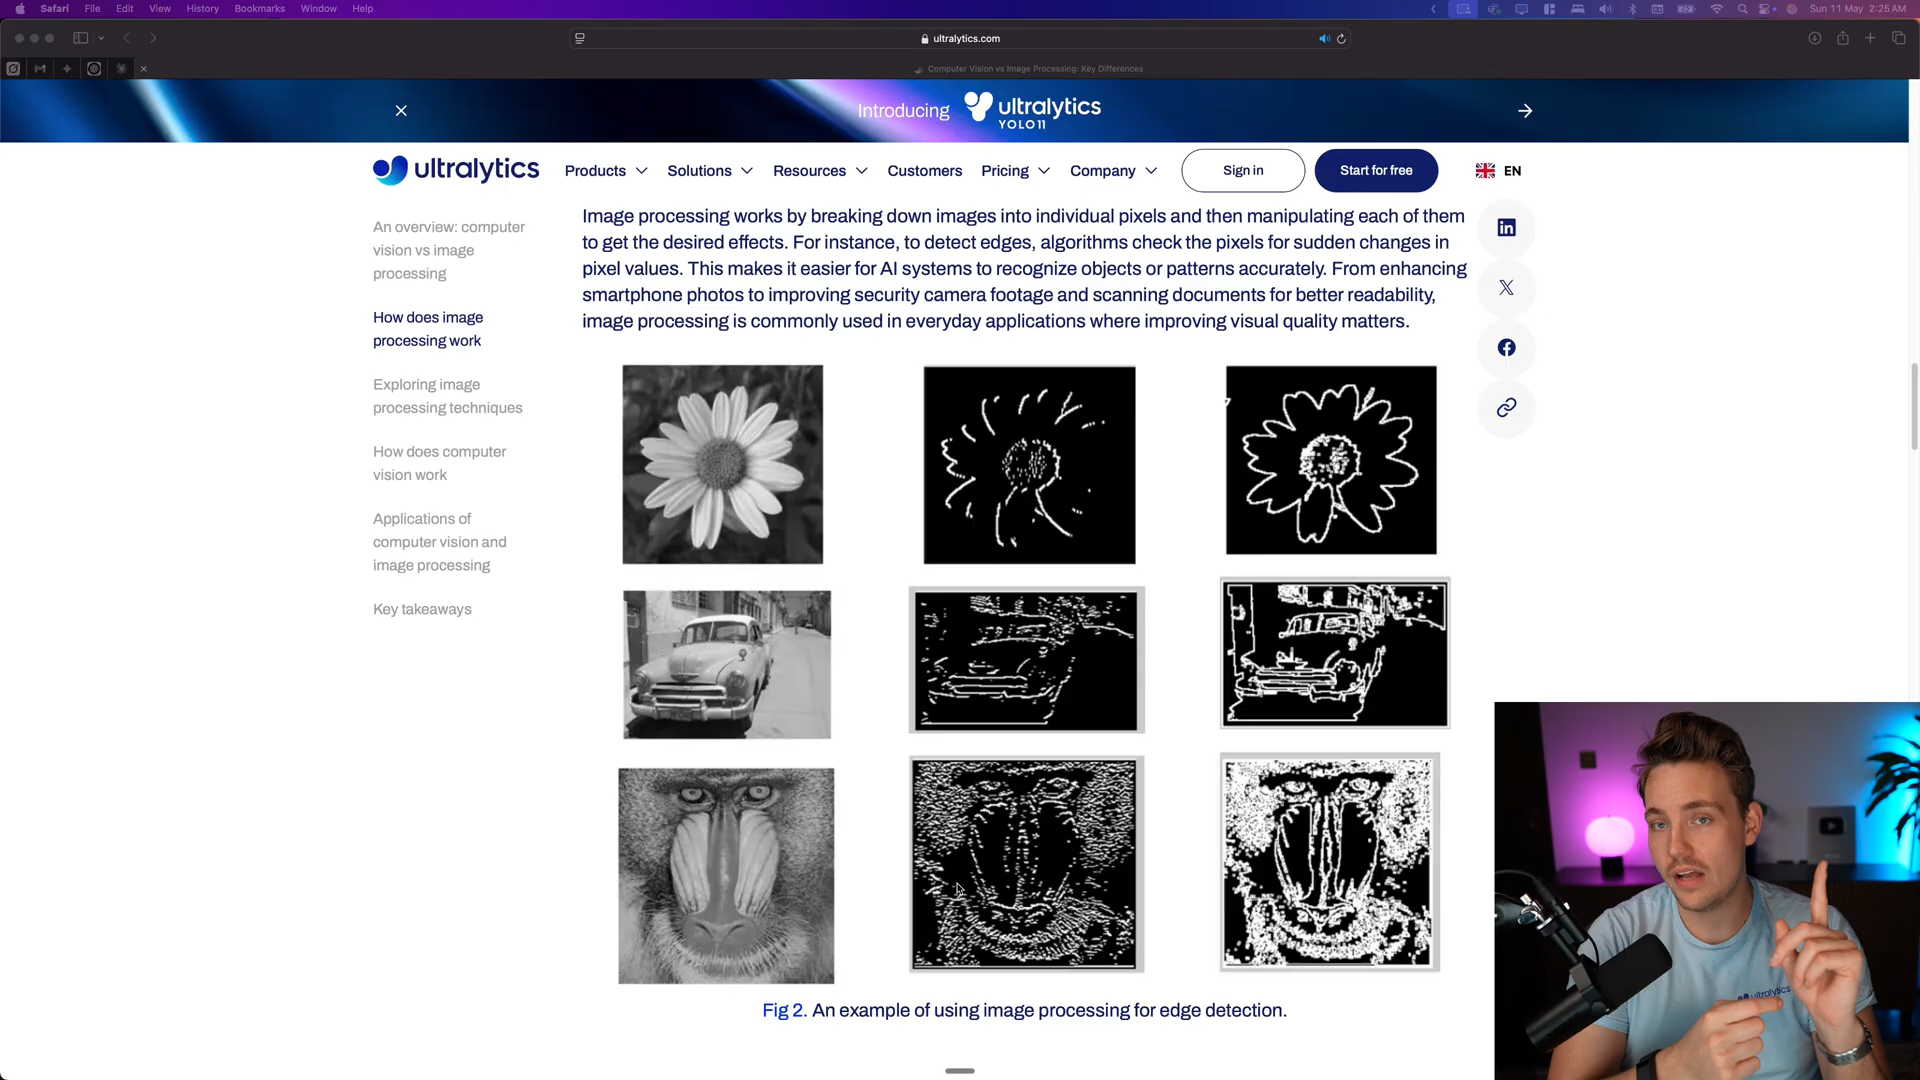 Safari File Edit View History Bookmarks Window Help
Sun 11 May 2:25 AM
ultralytics.com
Computer Vision vs Image Processing: Key Differences
Introducing ultralytics
YOLO11
ultralytics Products Solutions Resources Customers Pricing Company Sign in Start for free EN
An overview: computer
vision vs image
processing
How does image
processing work
Exploring image
processing techniques
How does computer
vision work
Applications of
computer vision and
image processing
Key takeaways
Image processing works by breaking down images into individual pixels and then manipulating each of them
to get the desired effects. For instance, to detect edges, algorithms check the pixels for sudden changes in
pixel values. This makes it easier for AI systems to recognize objects or patterns accurately. From enhancing
smartphone photos to improving security camera footage and scanning documents for better readability,
image processing is commonly used in everyday applications where improving visual quality matters.
Fig 2. An example of using image processing for edge detection.
ultralytics